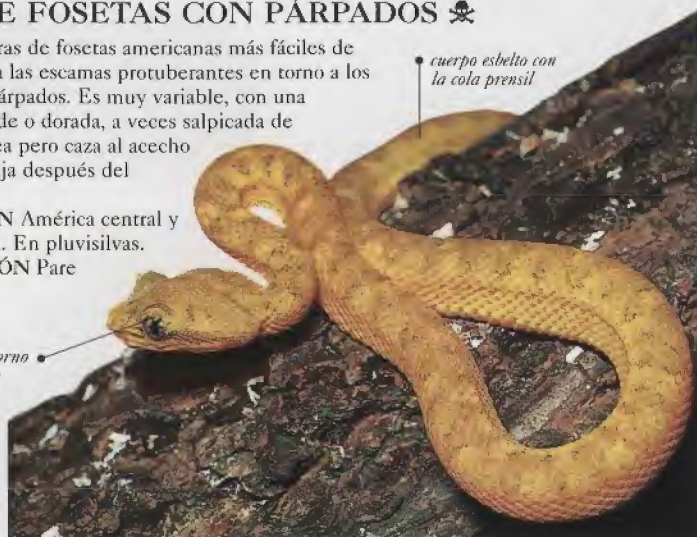 E FOSETAS CON PÁRPADOS
ras de fosetas americanas más fáciles de
a las escamas protuberantes en torno a los
árpados. Es muy variable, con una
de o dorada, a veces salpicada de
ea pero caza al acecho
ja después del
N América central y
. En pluvisilvas.
ÓN Pare
cuerpo esbelto con
la cola prensil
orno